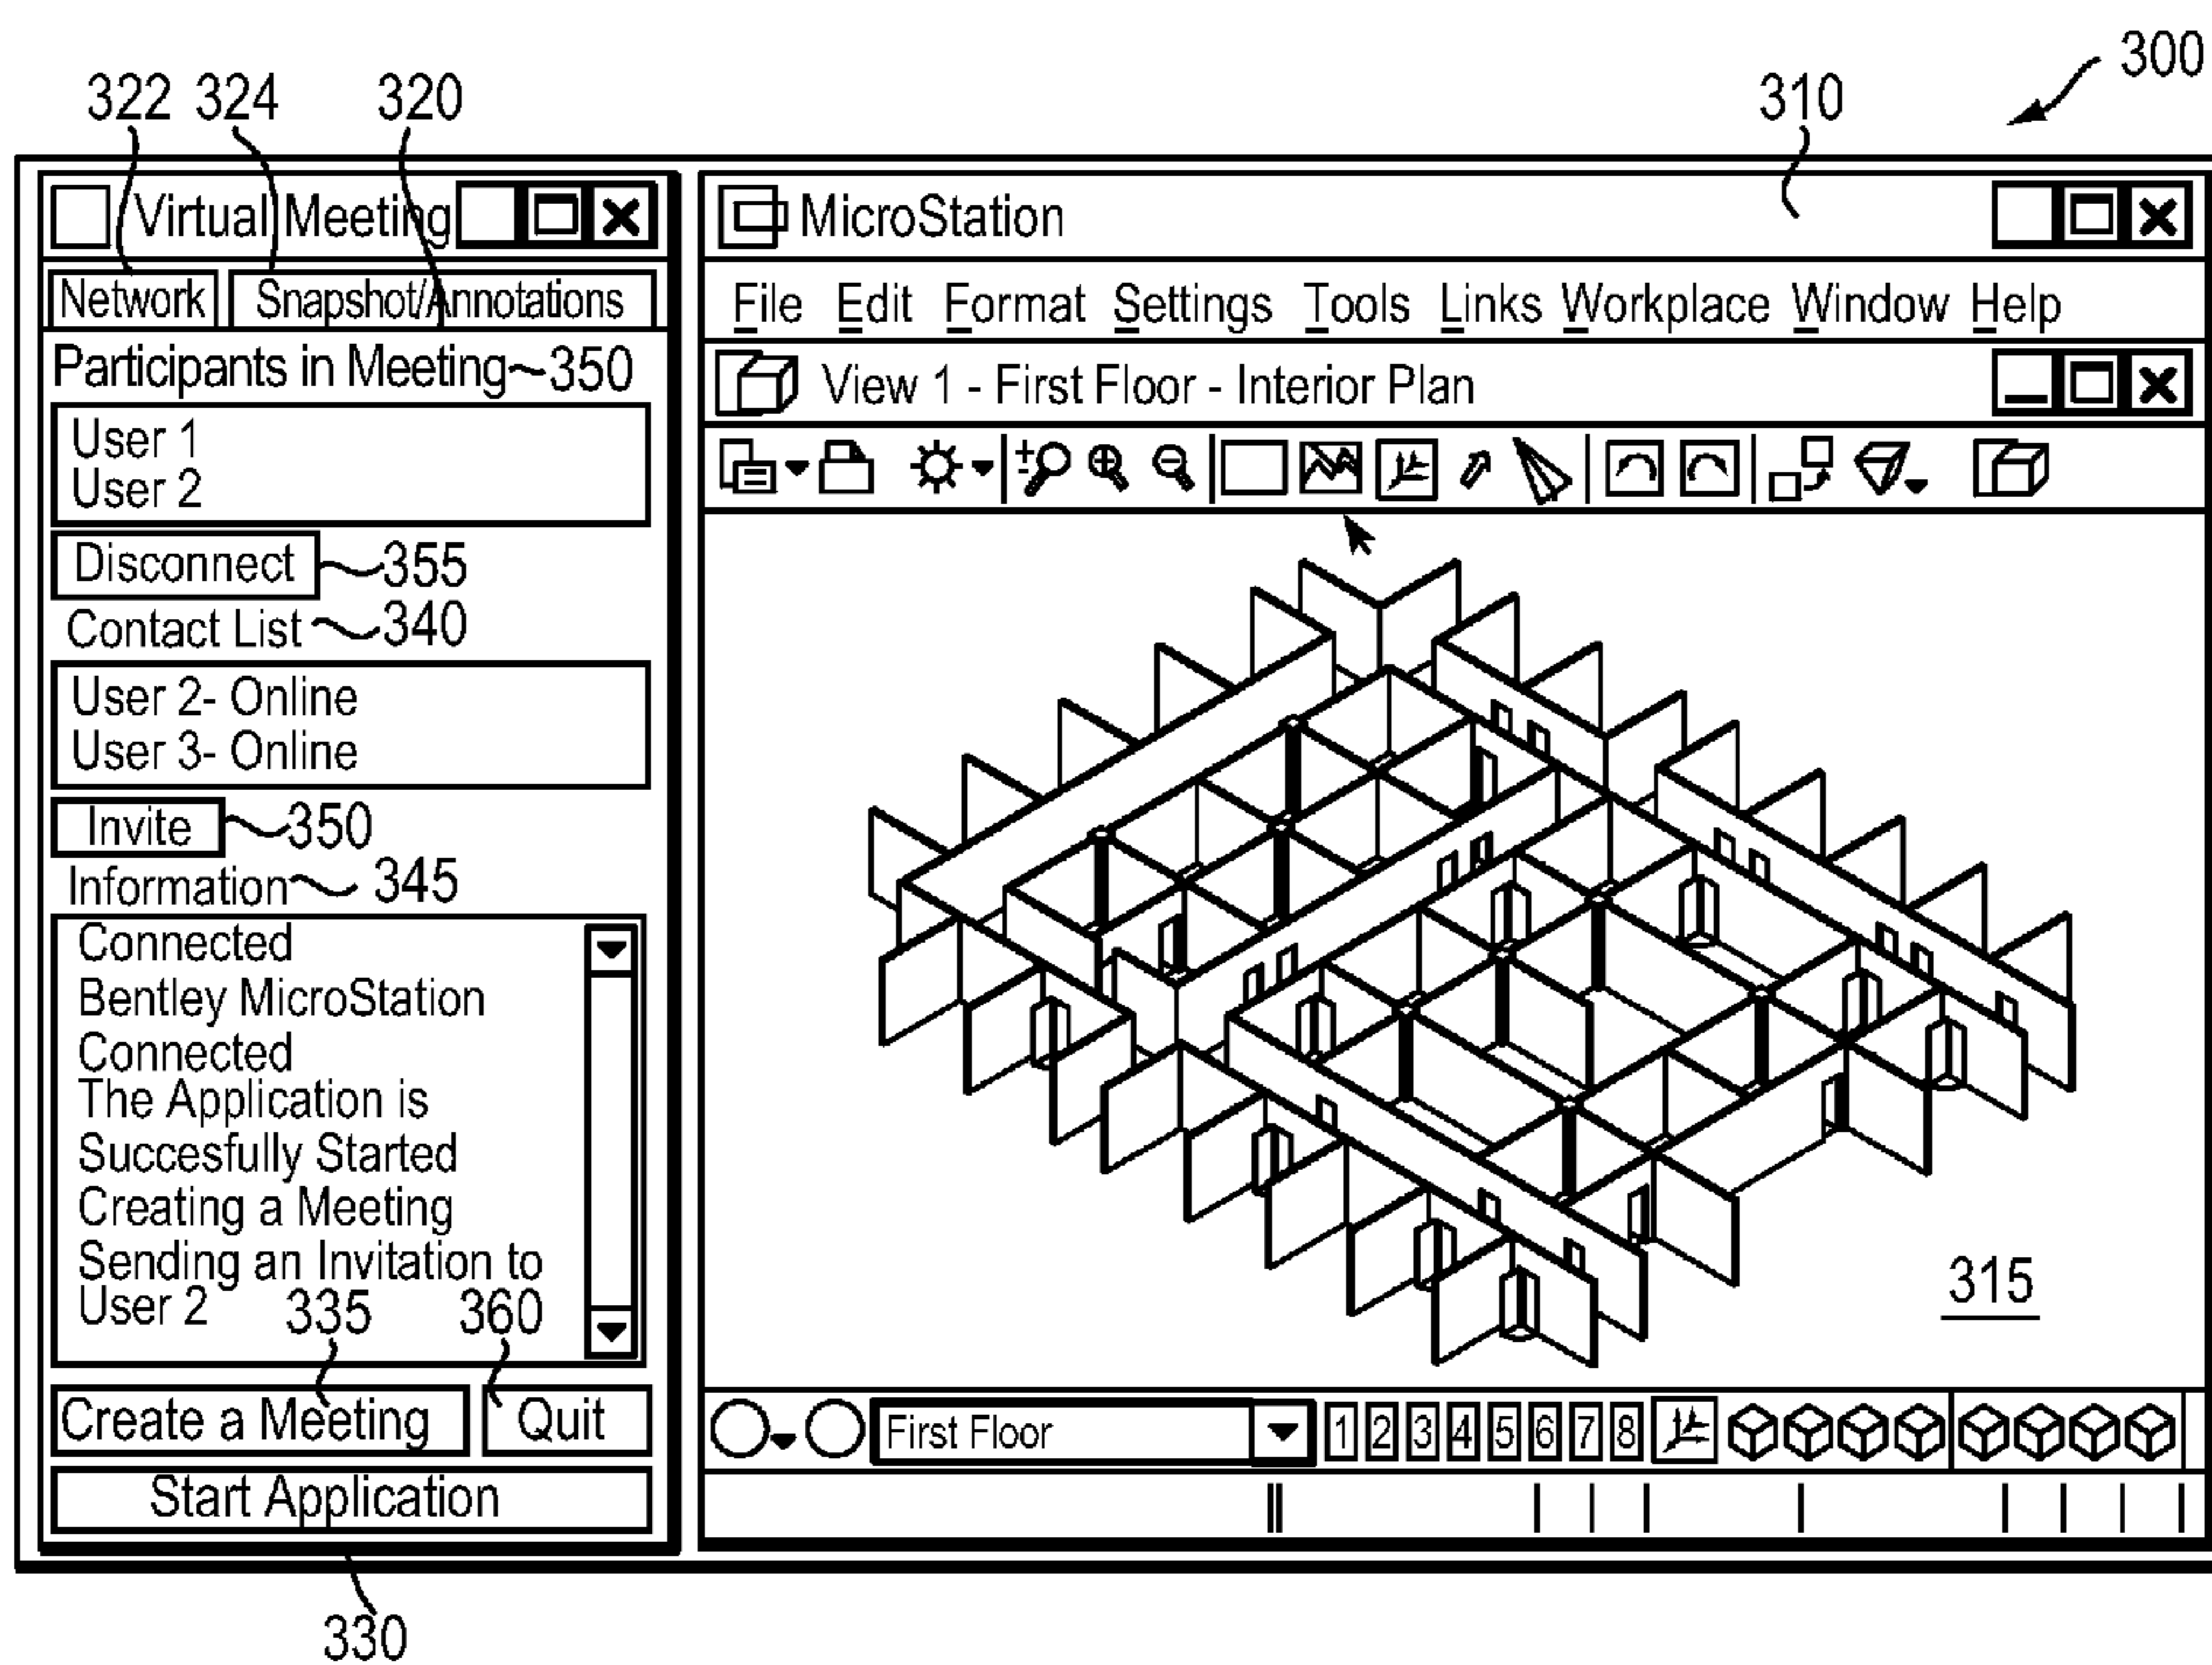 300
322 324 320
310
Virtual Meeting
Network Snapshot/Annotations
Participants in Meeting 350
User 1
User 2
Disconnect 355
Contact List 340
User 2- Online
User 3- Online
Invite 350
Information 345
Connected
Bentley MicroStation
Connected
The Application is
Succesfully Started
Creating a Meeting
Sending an Invitation to
User 2
335 360
Create a Meeting Quit
Start Application
330
MicroStation
File Edit Format Settings Tools Links Workplace Window Help
View 1 - First Floor - Interior Plan
315
First Floor 1 2 3 4 5 6 7 8